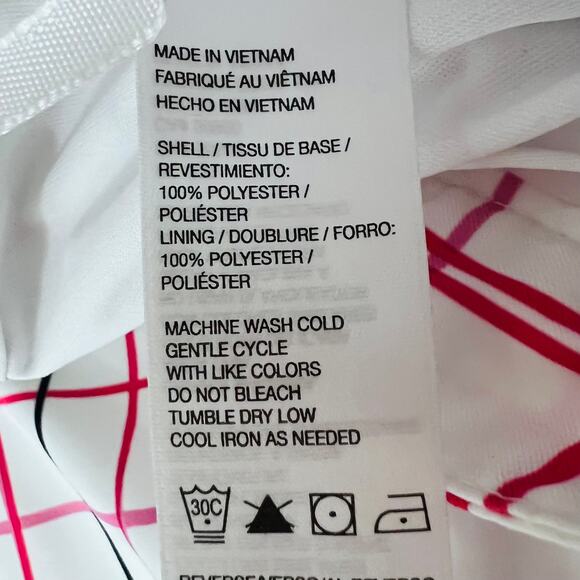 MADE IN VIETNAM
FABRIQUÉ AU VIÊTNAM
HECHO EN VIETNAM
SHELL / TISSU DE BASE /
REVESTIMIENTO:
100% POLYESTER /
POLIÉSTER
LINING / DOUBLURE / FORRO:
100% POLYESTER /
POLIÉSTER
MACHINE WASH COLD
GENTLE CYCLE
WITH LIKE COLORS
DO NOT BLEACH
TUMBLE DRY LOW
COOL IRON AS NEEDED
30C